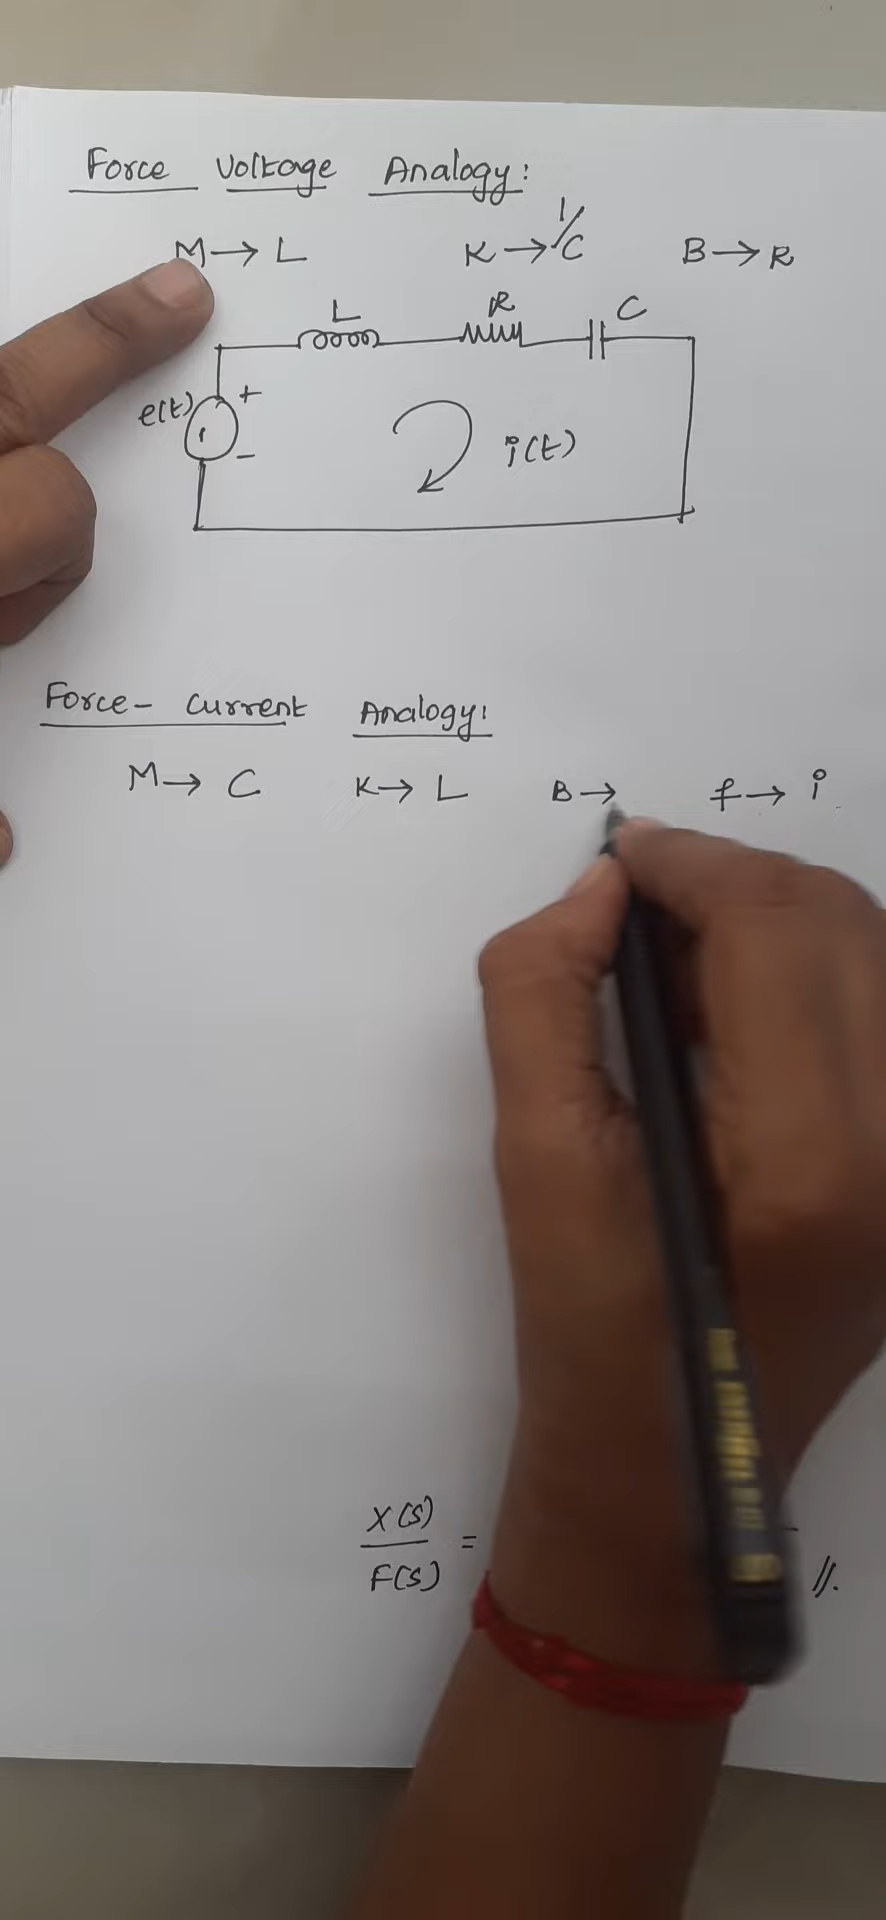 Force Voltage Analogy:
M → L K → 1/C B → R
L R C
e(t) + - i(t)
Force - Current Analogy:
M → C K → L B → f → i
X(s)/F(s) = //.